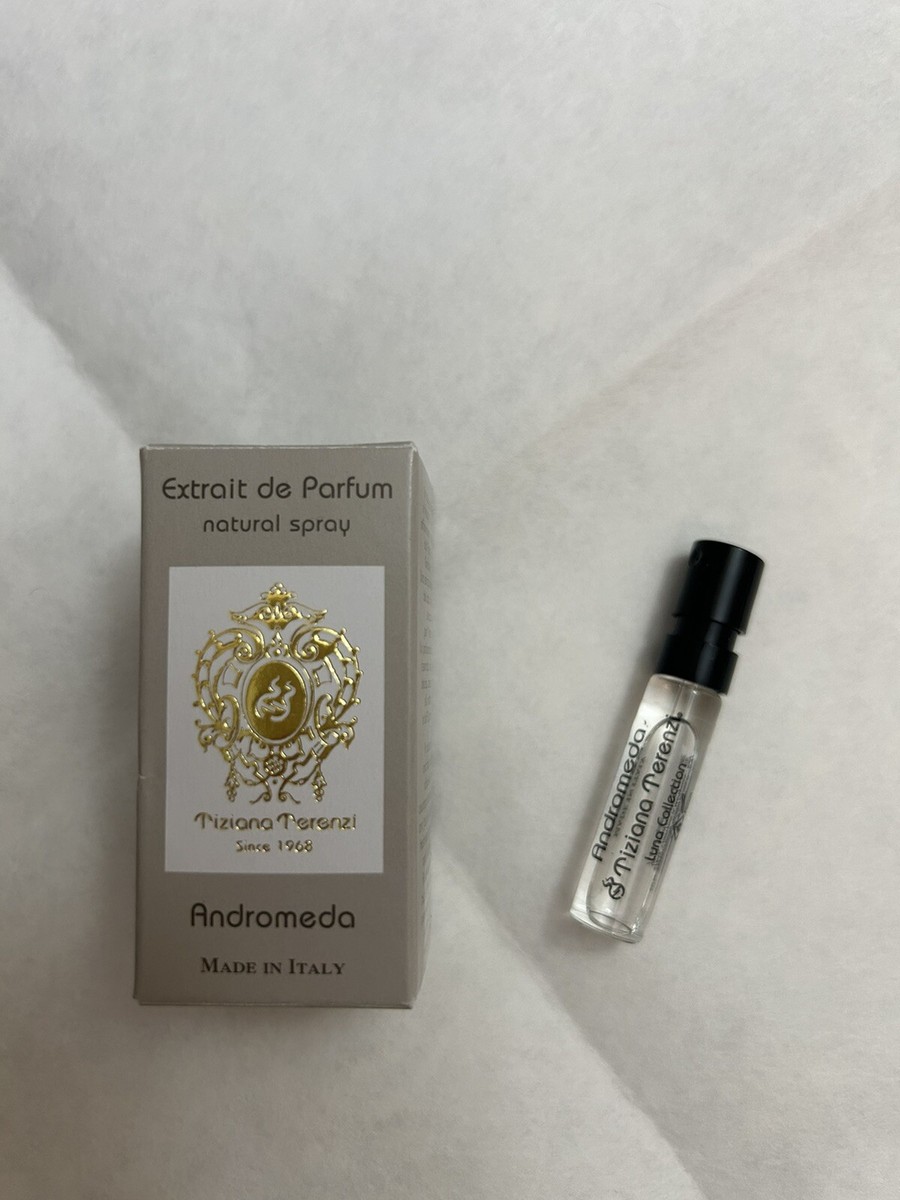 Extrait de Parfum
natural spray
Tiziana Terenzi
Since 1968
Andromeda
MADE IN ITALY
Andromeda
Tiziana Terenzi
Luna Collection